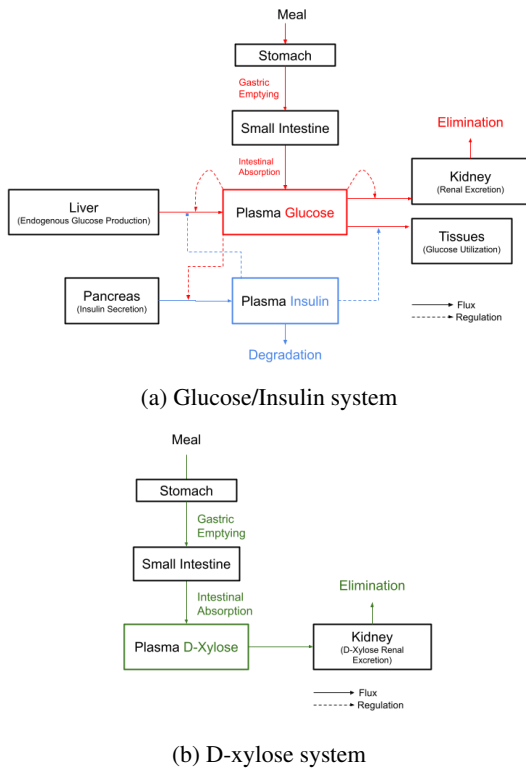 Meal
Stomach
Gastric
Emptying
Small Intestine
Elimination
Intestinal
Absorption
Kidney
(Renal Excretion)
Liver
(Endogenous Glucose Production)
Plasma Glucose
Tissues
(Glucose Utilization)
Pancreas
(Insulin Secretion)
Plasma Insulin
Flux
Regulation
Degradation
(a) Glucose/Insulin system
Meal
Stomach
Gastric
Emptying
Small Intestine
Elimination
Intestinal
Absorption
Plasma D-Xylose
Kidney
(D-Xylose Renal
Excretion)
Flux
Regulation
(b) D-xylose system